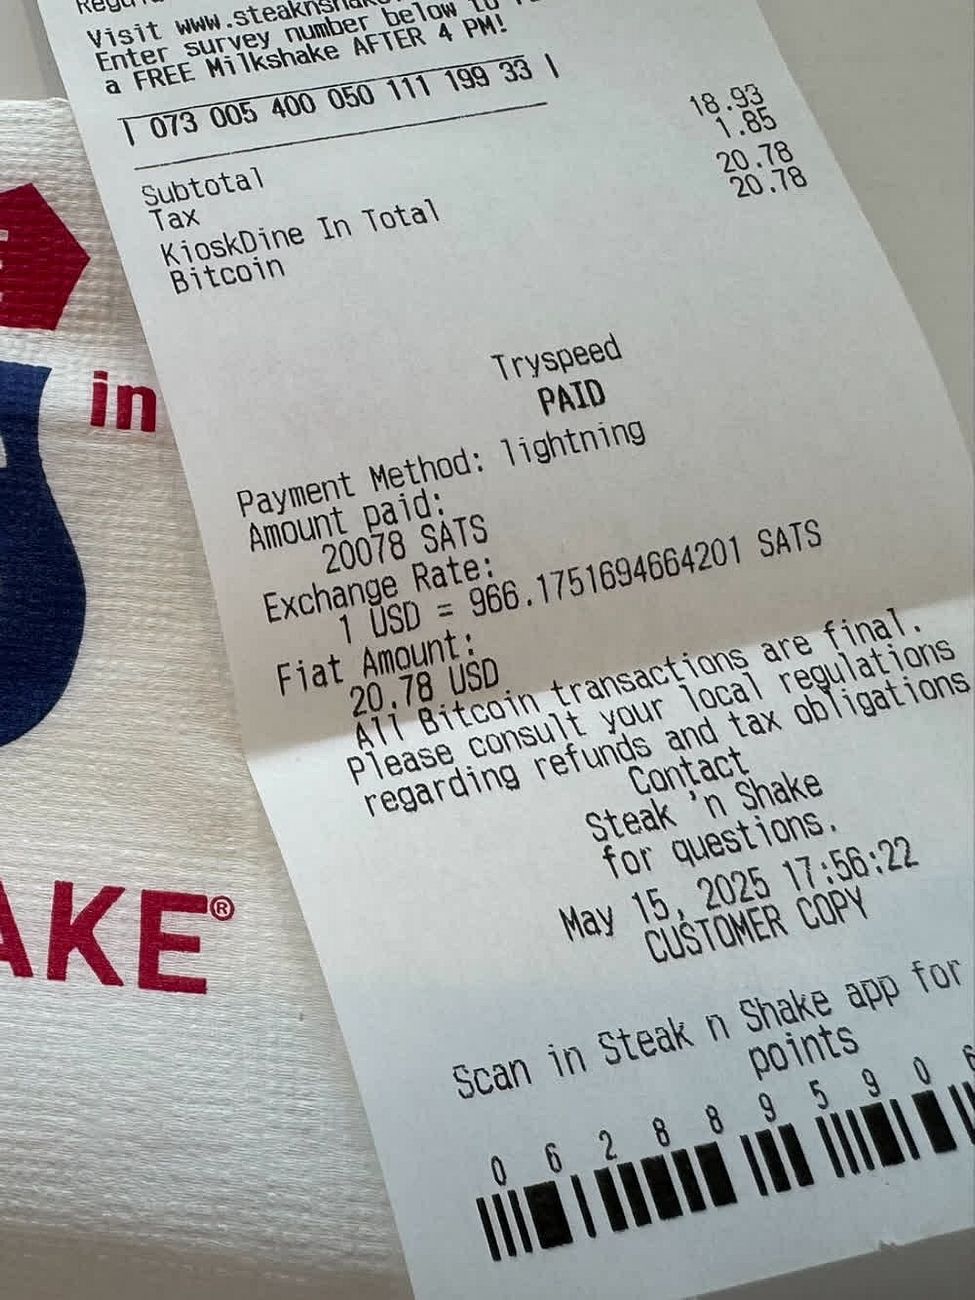 Visit www.steaknsha
Enter survey number below to
a FREE Milkshake AFTER 4 PM!
| 073 005 400 050 111 199 33 |
Subtotal 18.93
Tax 1.85
KioskDine In Total 20.78
Bitcoin 20.78
Tryspeed
PAID
Payment Method: lightning
Amount paid:
20078 SATS
Exchange Rate:
1 USD = 966.1751694664201 SATS
Fiat Amount:
20.78 USD
All Bitcoin transactions are final.
Please consult your local regulations
regarding refunds and tax obligations
Contact
Steak 'n Shake
for questions.
May 15, 2025 17:56:22
CUSTOMER COPY
Scan in Steak n Shake app for
points
0 6 2 8 8 9 5 9 0 6
in
AKE®